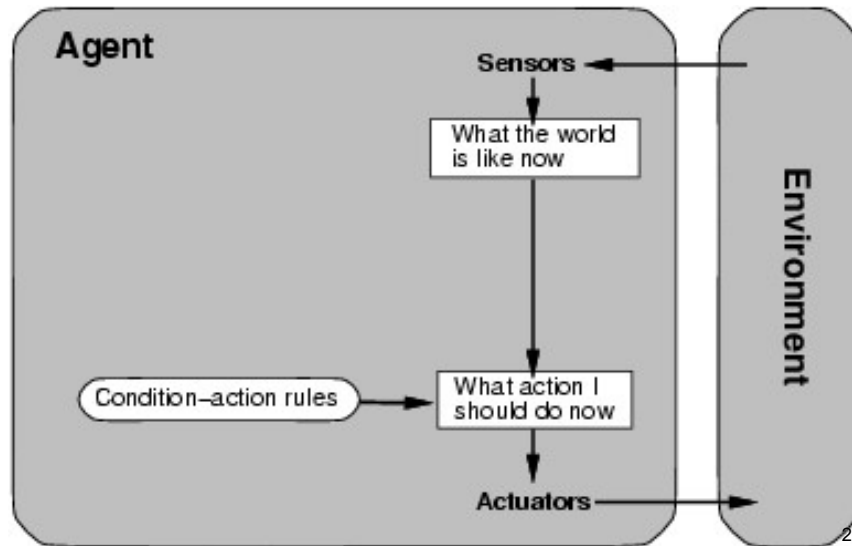 Agent
Sensors
What the world
is like now
Environment
Condition–action rules
What action I
should do now
Actuators
2